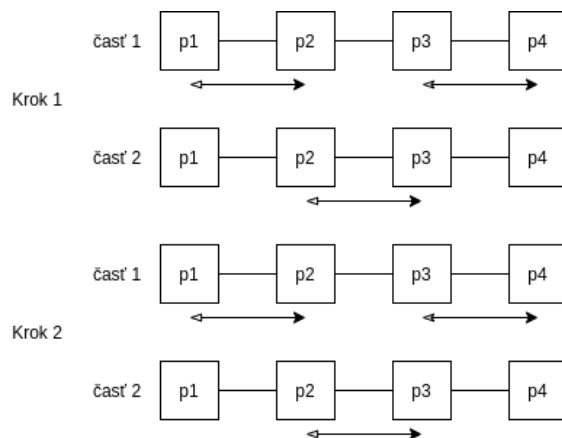 časť 1 p1 p2 p3 p4
Krok 1
časť 2 p1 p2 p3 p4
časť 1 p1 p2 p3 p4
Krok 2
časť 2 p1 p2 p3 p4